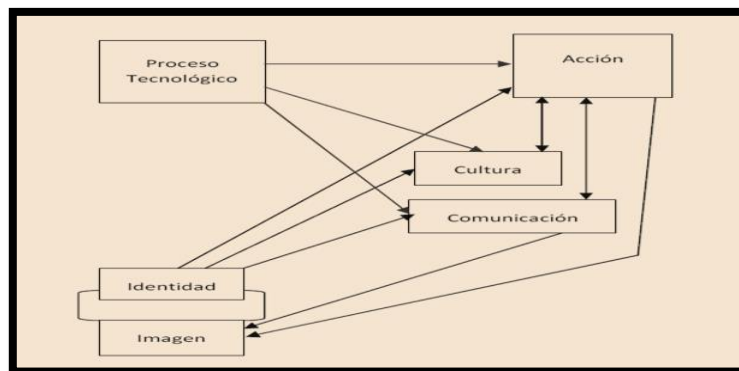 Proceso
Tecnológico
Acción
Cultura
Comunicación
Identidad
Imagen